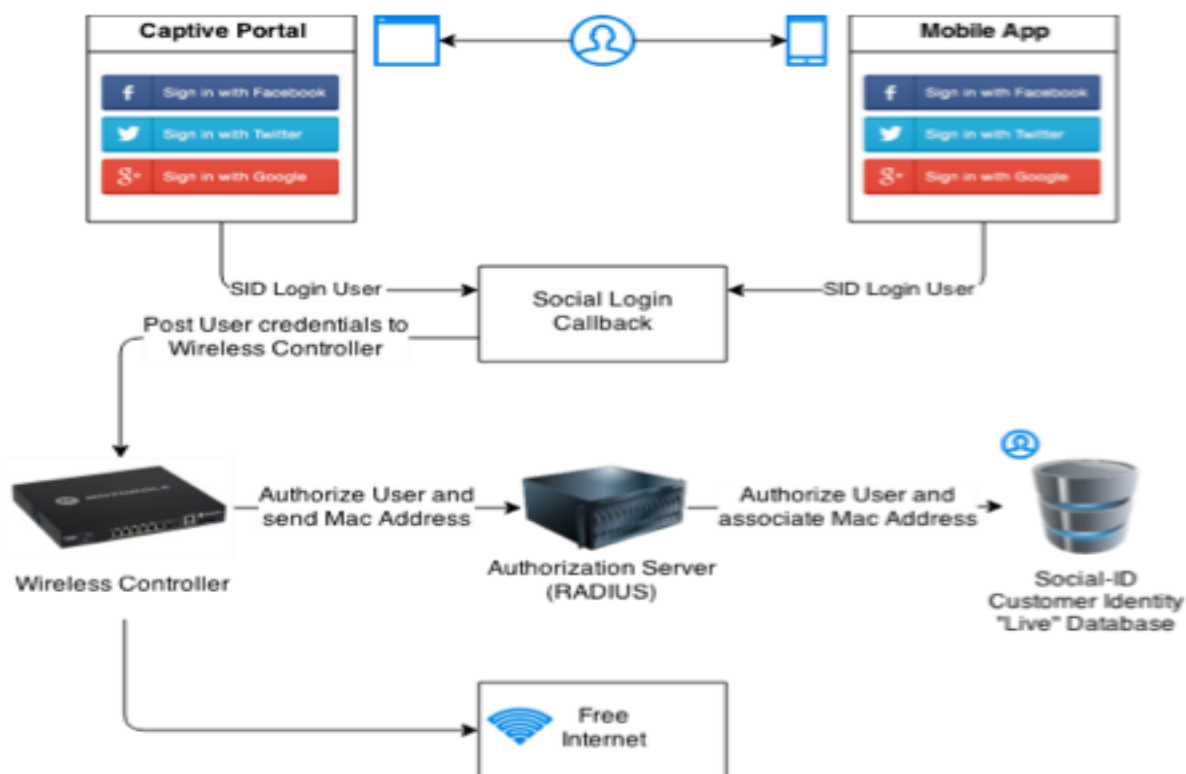 Captive Portal
Mobile App
f Sign in with Facebook
Sign in with Twitter
g+ Sign in with Google
f Sign in with Facebook
Sign in with Twitter
g+ Sign in with Google
SID Login User
Social Login
Callback
SID Login User
Post User credentials to
Wireless Controller
MOTOROLA
Authorize User and
send Mac Address
Authorize User and
associate Mac Address
Wireless Controller
Authorization Server
(RADIUS)
Social-ID
Customer Identity
"Live" Database
Free
Internet